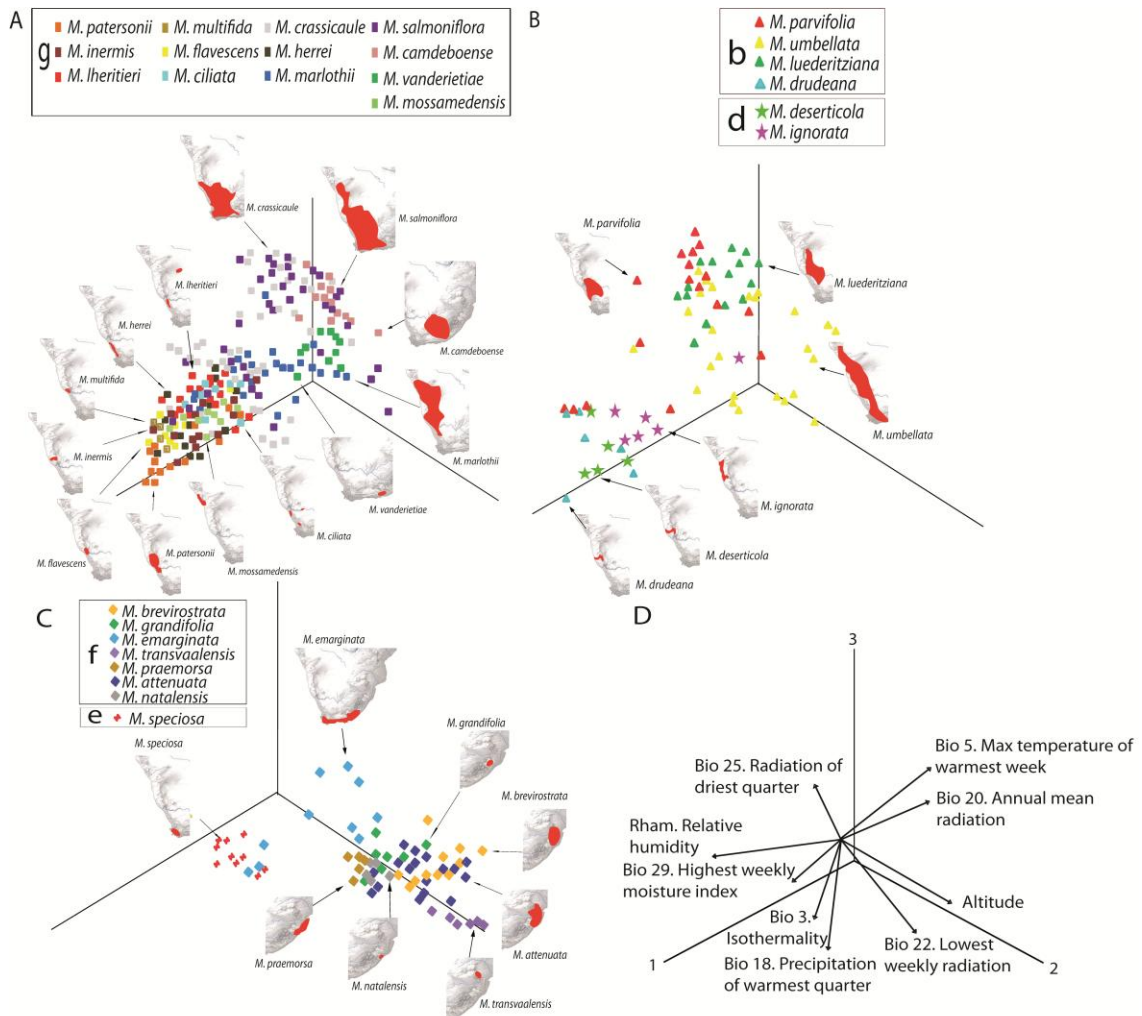 A
g
M. patersonii M. multifida M. crassicaule M. salmoniflora
M. inermis M. flavescens M. herrei M. camdeboense
M. lheritieri M. ciliata M. marlothii M. vanderietiae
M. mossamedensis
M. crassicaule
M. salmoniflora
M. lheritieri
M. herrei
M. camdeboense
M. multifida
M. inermis
M. marlothii
M. vanderietiae
M. ciliata
M. flavescens
M. patersonii
M. mossamedensis
B
b
M. parvifolia
M. umbellata
M. luederitziana
M. drudeana
d
M. deserticola
M. ignorata
M. parvifolia
M. luederitziana
M. umbellata
M. ignorata
M. deserticola
M. drudeana
C
f
M. brevirostrata
M. grandifolia
M. emarginata
M. transvaalensis
M. praemorsa
M. attenuata
M. natalensis
e
M. speciosa
M. emarginata
M. grandifolia
M. speciosa
M. brevirostrata
M. praemorsa
M. natalensis
M. attenuata
M. transvaalensis
D
3
Bio 5. Max temperature of
warmest week
Bio 25. Radiation of
driest quarter
Bio 20. Annual mean
radiation
Rham. Relative
humidity
Bio 29. Highest weekly
moisture index
Altitude
Bio 3.
Isothermality
Bio 22. Lowest
weekly radiation
Bio 18. Precipitation
of warmest quarter
1
2